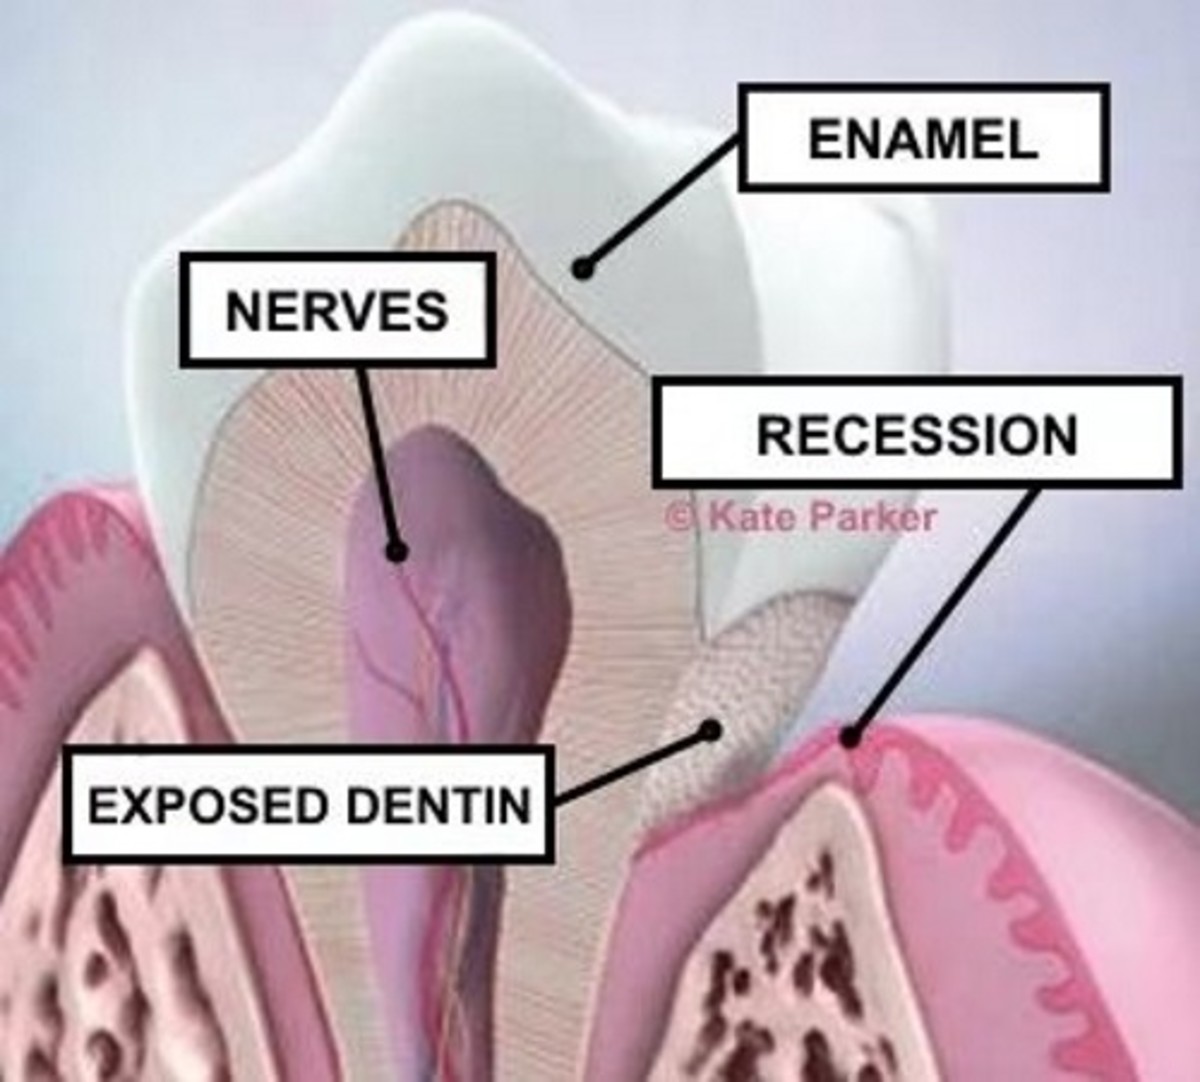 ENAMEL
NERVES
RECESSION
© Kate Parker
EXPOSED DENTIN